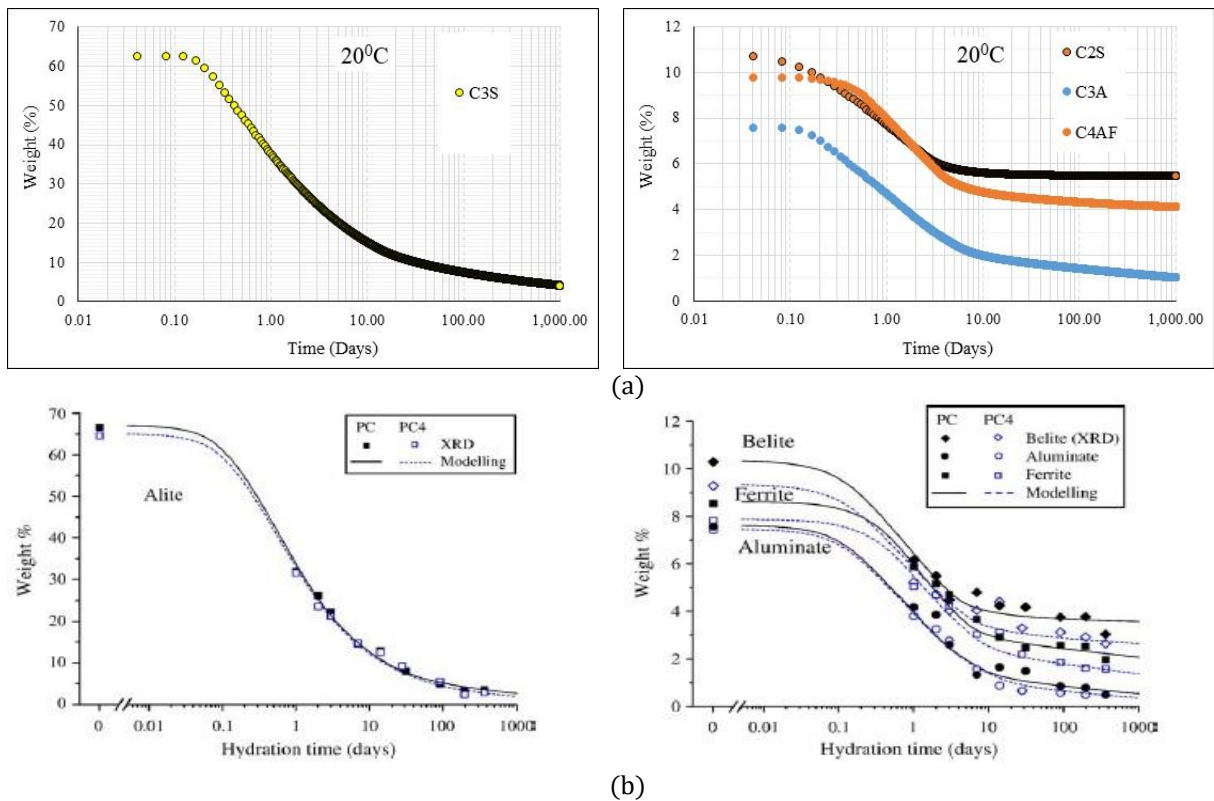 70
60
50
40
30
20
10
0
Weight (%)
20⁰C
C3S
0.01 0.10 1.00 10.00 100.00 1,000.00
Time (Days)
12
10
8
6
4
2
0
Weight (%)
20⁰C
C2S
C3A
C4AF
0.01 0.10 1.00 10.00 100.00 1,000.00
Time (Days)
(a)
70
60
50
40
30
20
10
0
Weight %
PC PC4
XRD
Modelling
Alite
0 0.01 0.1 1 10 100 1000
Hydration time (days)
12
10
8
6
4
2
0
Weight %
Belite
Ferrite
Aluminate
PC PC4
Belite (XRD)
Aluminate
Ferrite
Modelling
0 0.01 0.1 1 10 100 1000
Hydration time (days)
(b)